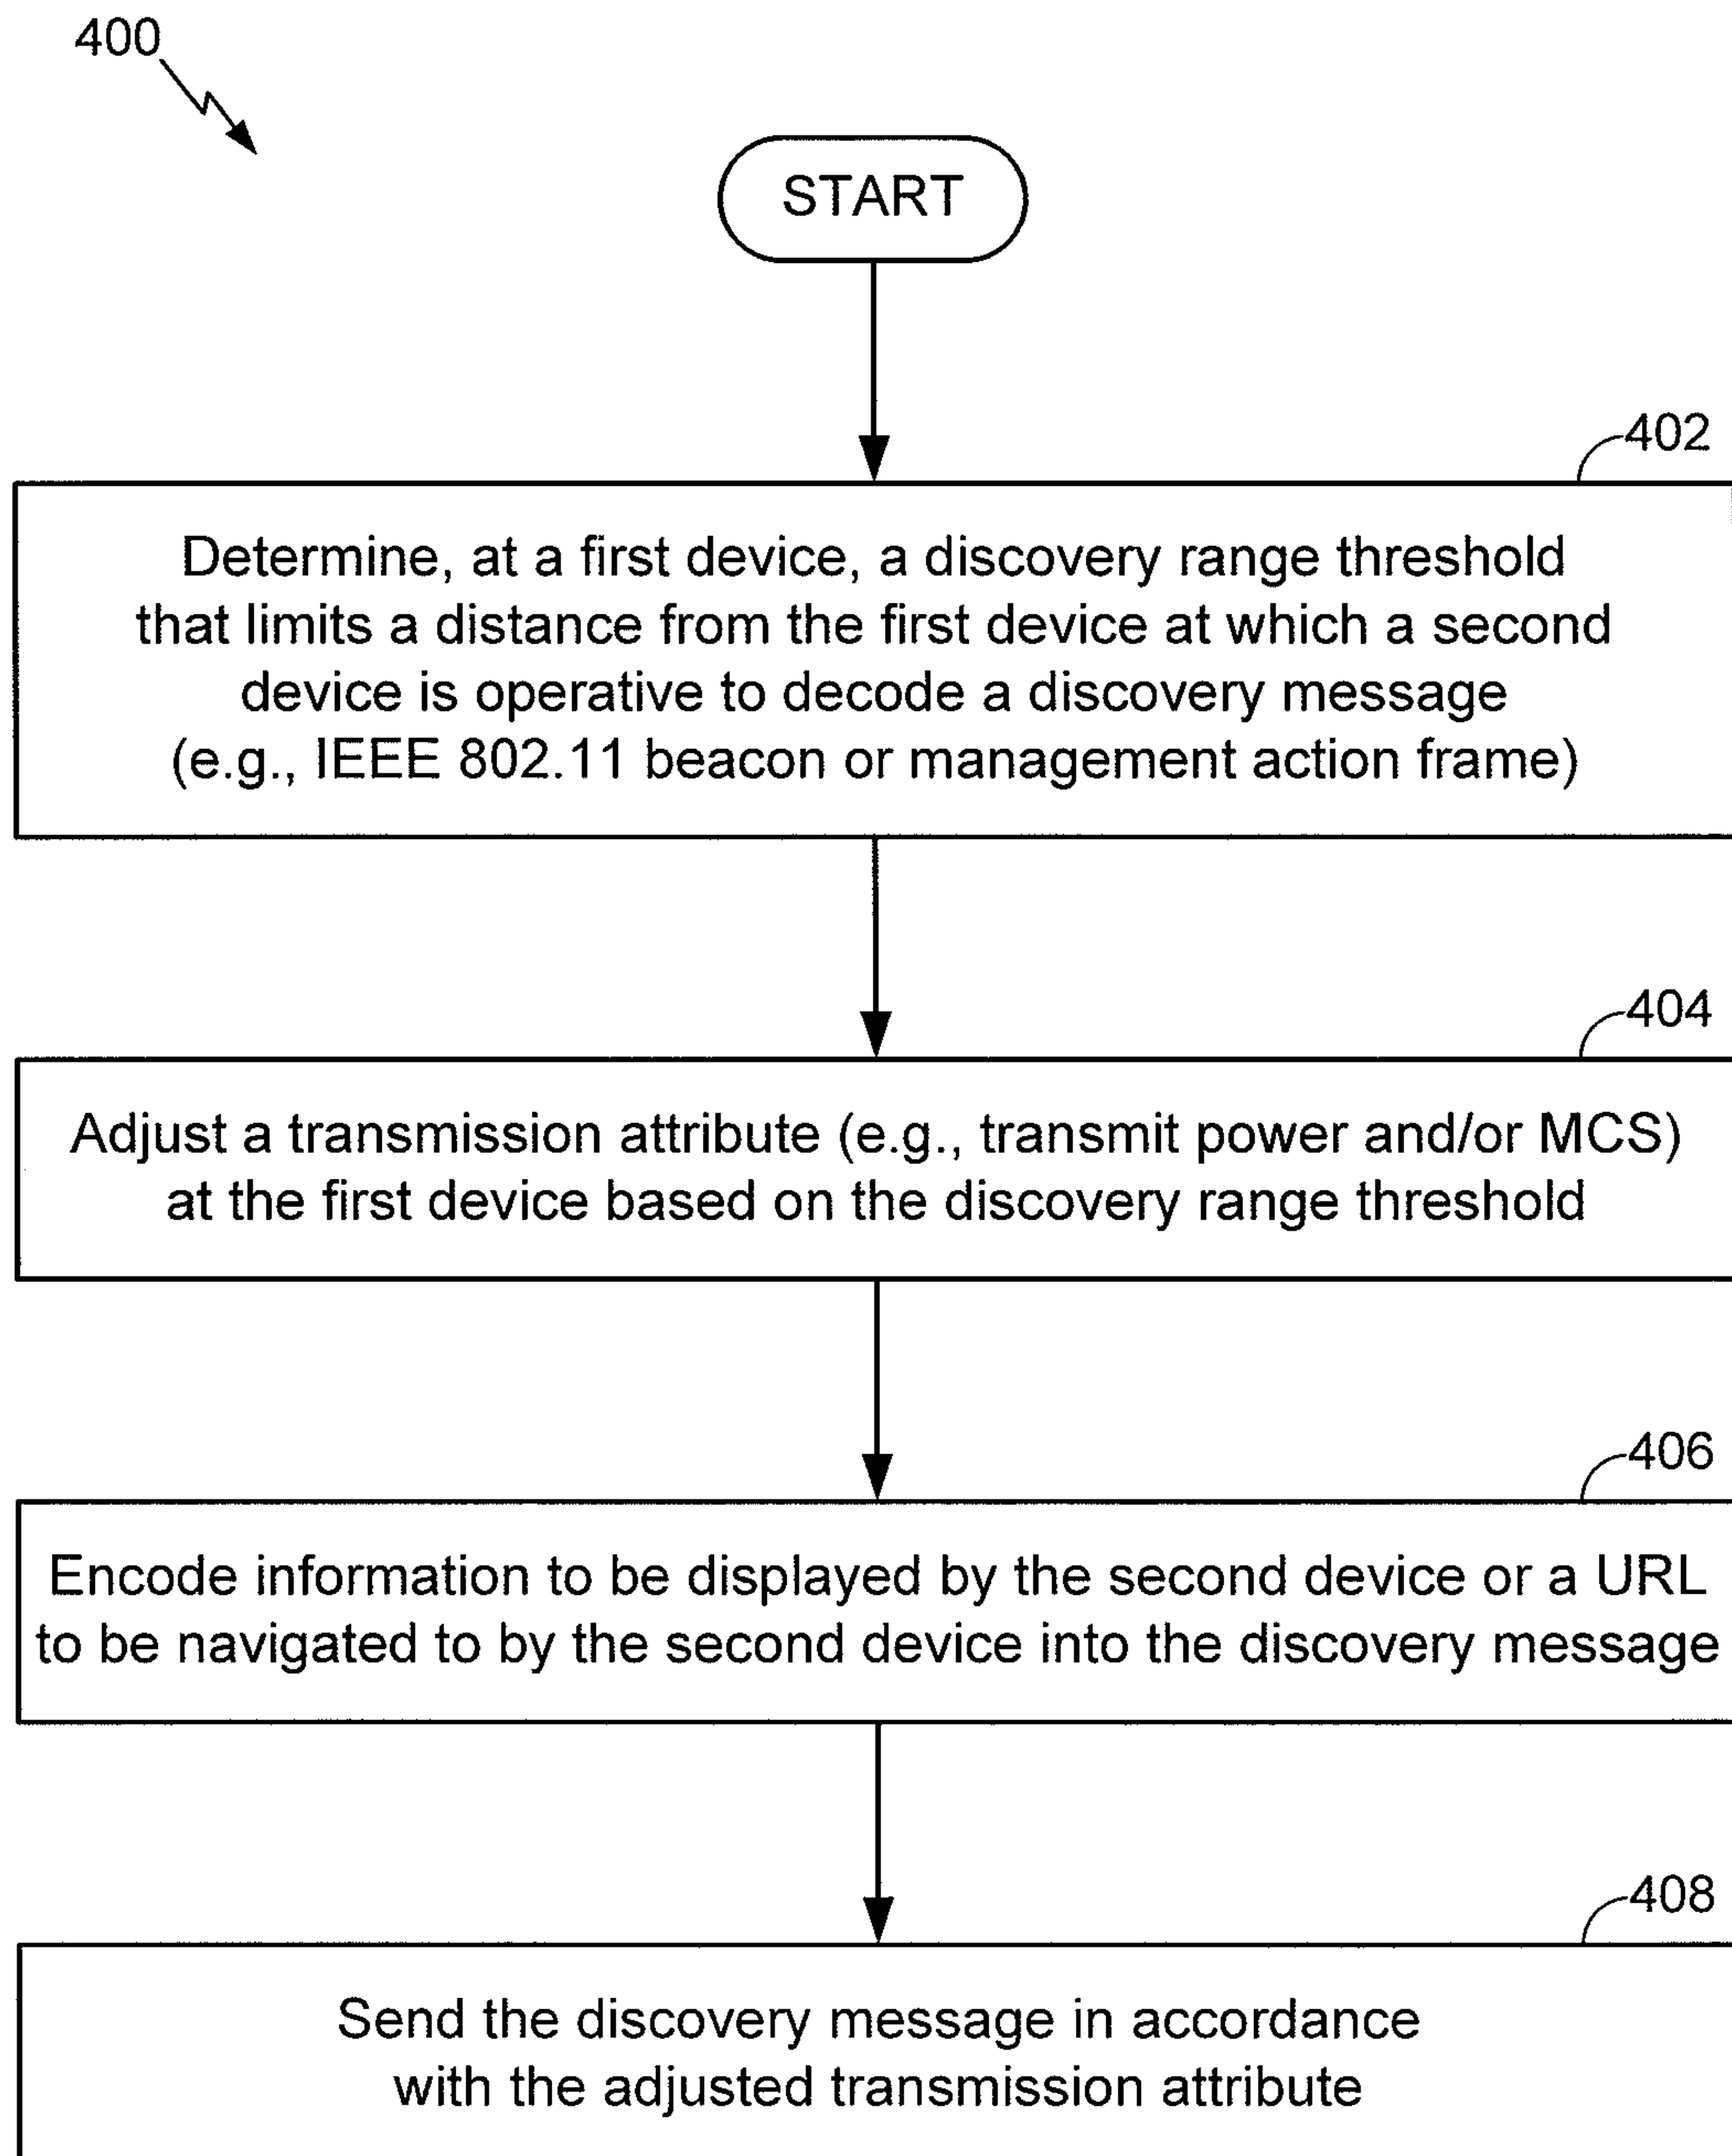 400
START
402
Determine, at a first device, a discovery range threshold
that limits a distance from the first device at which a second
device is operative to decode a discovery message
(e.g., IEEE 802.11 beacon or management action frame)
404
Adjust a transmission attribute (e.g., transmit power and/or MCS)
at the first device based on the discovery range threshold
406
Encode information to be displayed by the second device or a URL
to be navigated to by the second device into the discovery message
408
Send the discovery message in accordance
with the adjusted transmission attribute